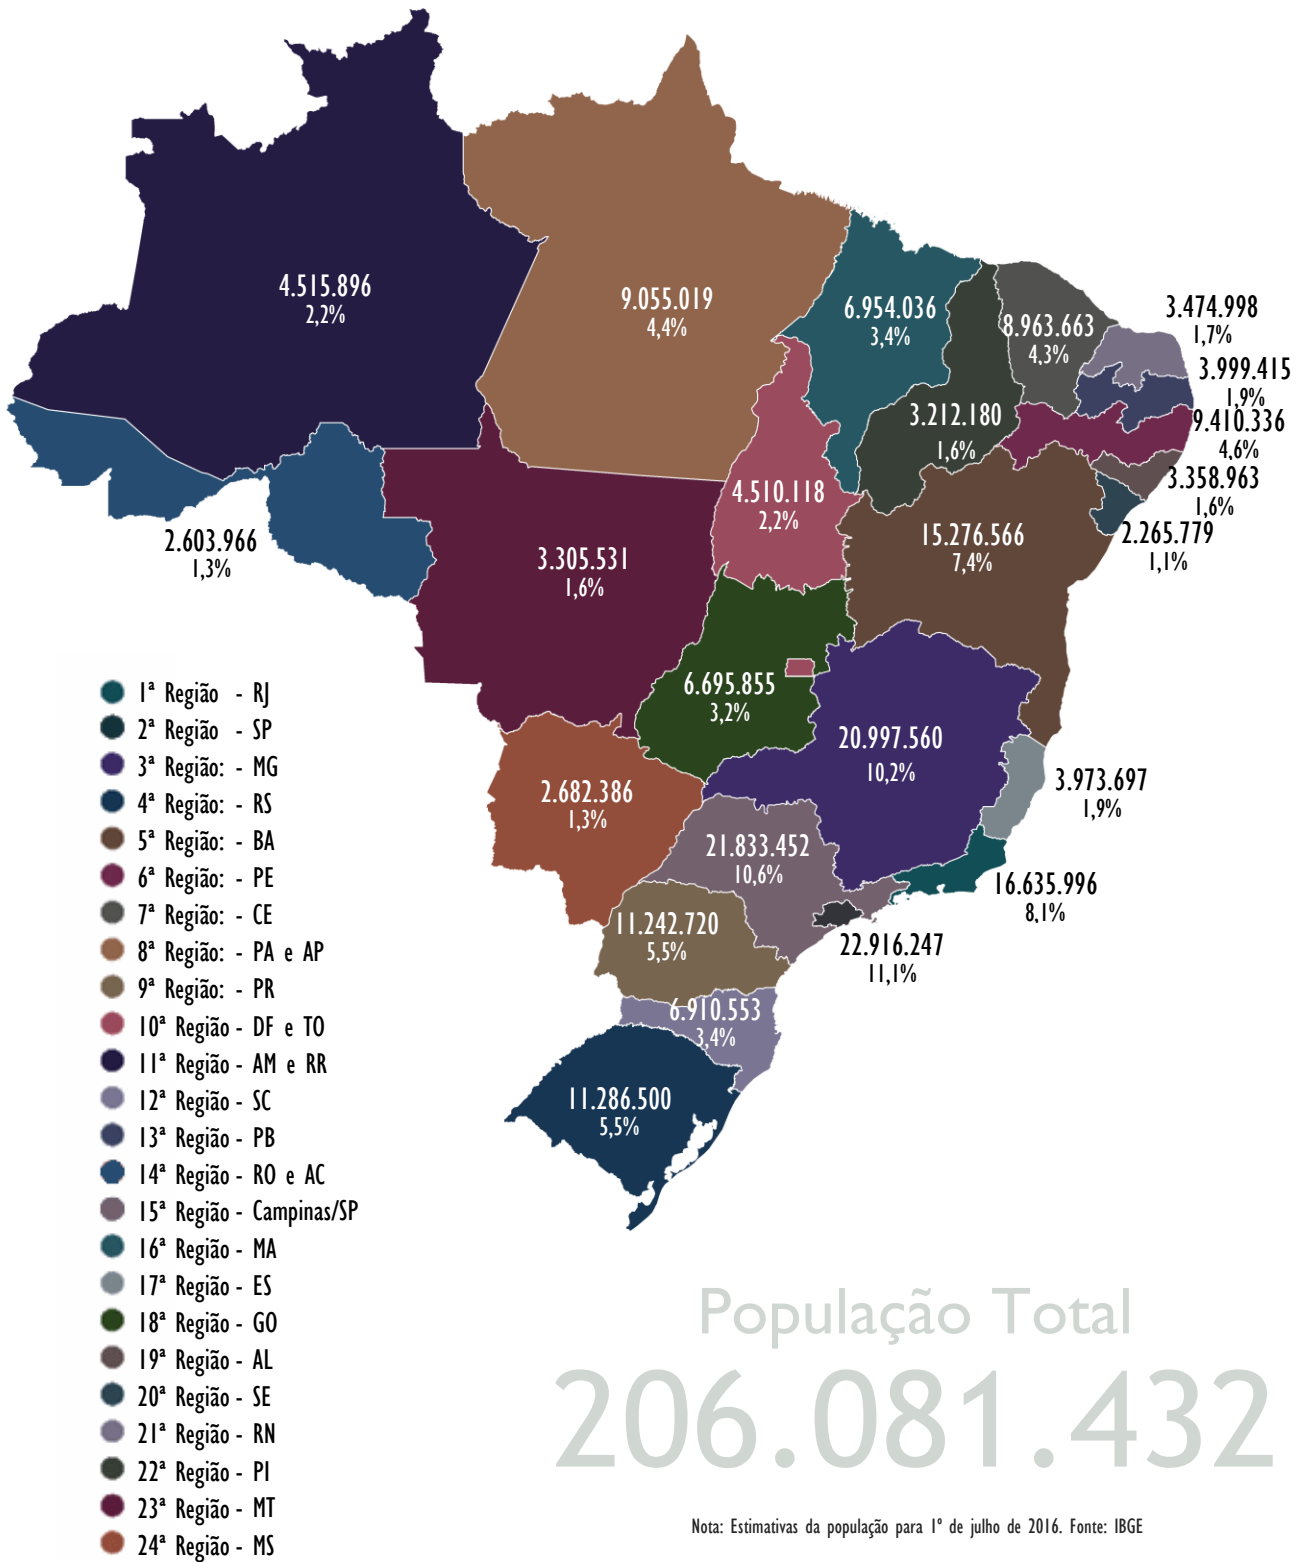 4.515.896
2,2%
9.055.019
4,4%
6.954.036
3,4%
8.963.663
4,3%
3.474.998
1,7%
3.999.415
1,9%
9.410.336
4,6%
3.212.180
1,6%
3.358.963
1,6%
4.510.118
2,2%
15.276.566
7,4%
2.265.779
1,1%
2.603.966
1,3%
3.305.531
1,6%
6.695.855
3,2%
20.997.560
10,2%
2.682.386
1,3%
3.973.697
1,9%
21.833.452
10,6%
16.635.996
8,1%
11.242.720
5,5%
22.916.247
11,1%
6.910.553
3,4%
11.286.500
5,5%
1ª Região - RJ
2ª Região - SP
3ª Região: - MG
4ª Região: - RS
5ª Região: - BA
6ª Região: - PE
7ª Região: - CE
8ª Região: - PA e AP
9ª Região: - PR
10ª Região - DF e TO
11ª Região - AM e RR
12ª Região - SC
13ª Região - PB
14ª Região - RO e AC
15ª Região - Campinas/SP
16ª Região - MA
17ª Região - ES
18ª Região - GO
19ª Região - AL
20ª Região - SE
21ª Região - RN
22ª Região - PI
23ª Região - MT
24ª Região - MS
População Total
206.081.432
Nota: Estimativas da população para 1º de julho de 2016. Fonte: IBGE